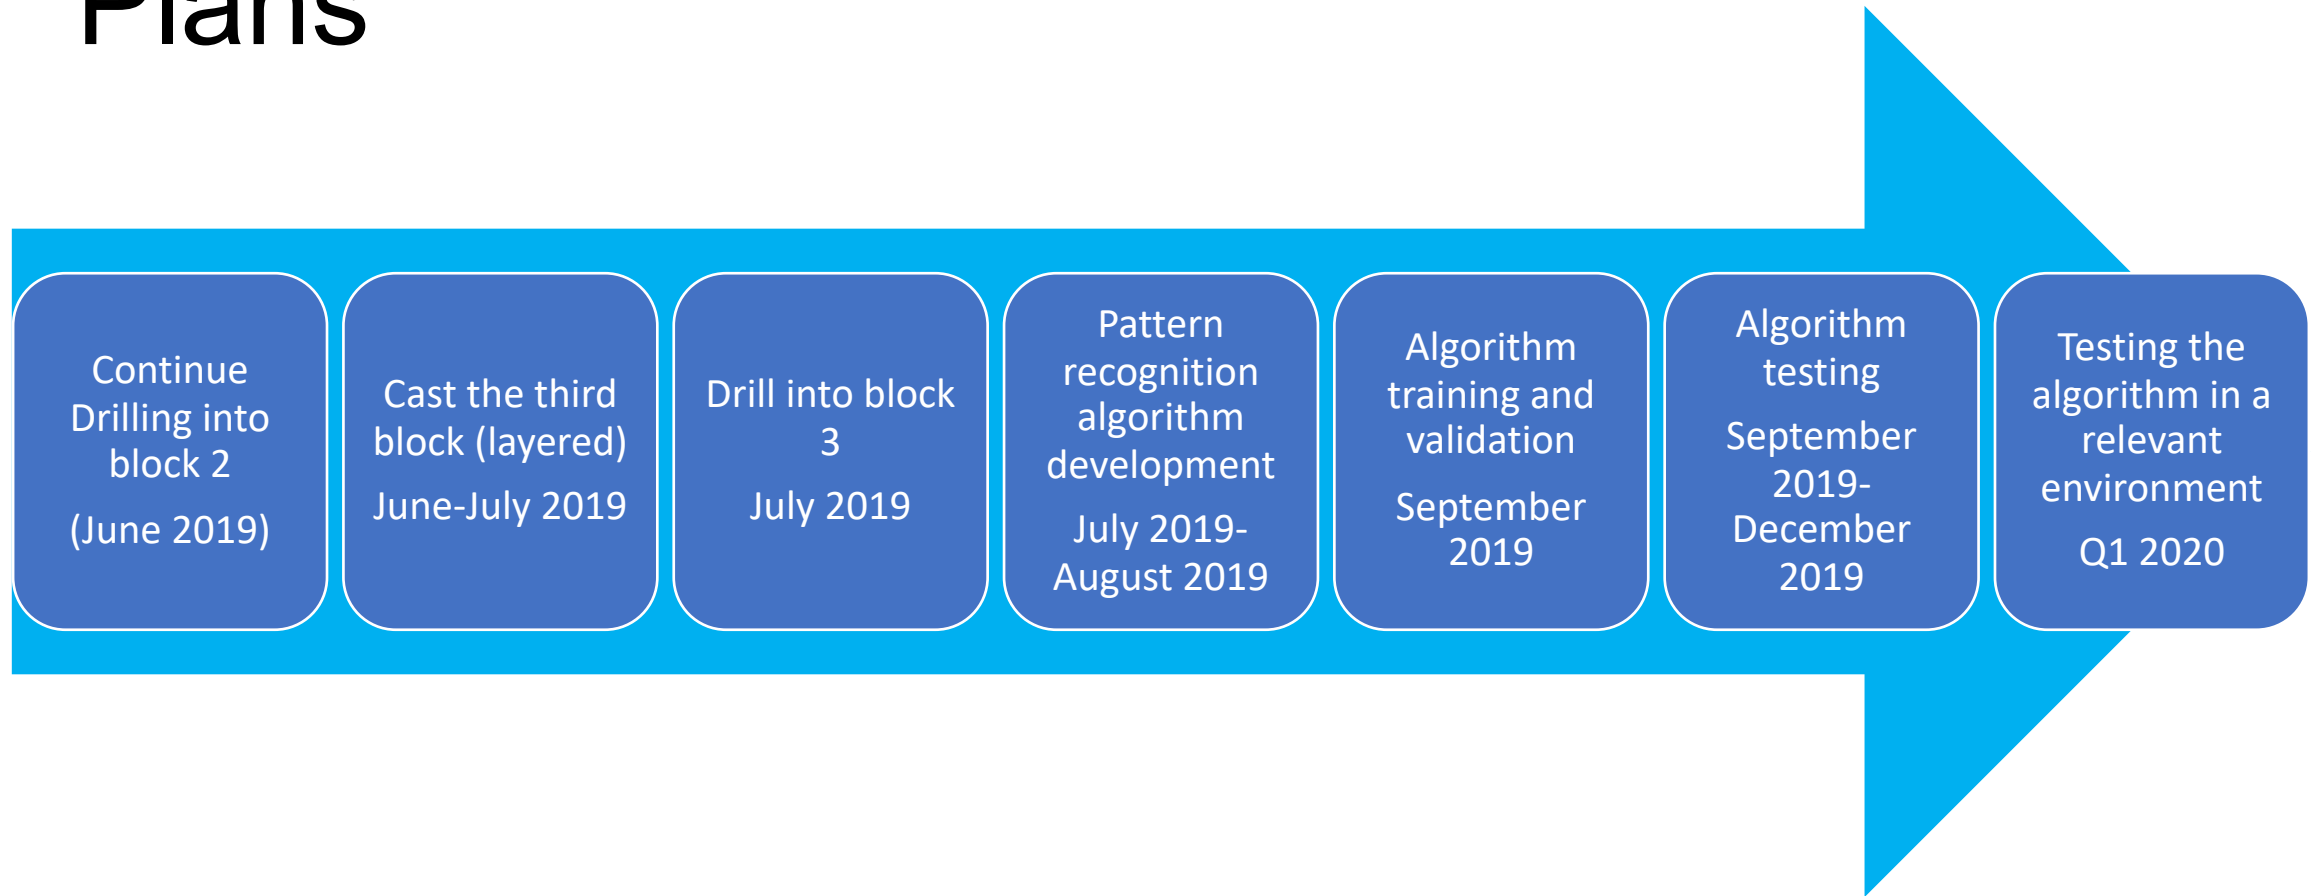 Plans
Continue
Drilling into
block 2
(June 2019)
Cast the third
block (layered)
June-July 2019
Drill into block
3
July 2019
Pattern
recognition
algorithm
development
July 2019-
August 2019
Algorithm
training and
validation
September
2019
Algorithm
testing
September
2019-
December
2019
Testing the
algorithm in a
relevant
environment
Q1 2020